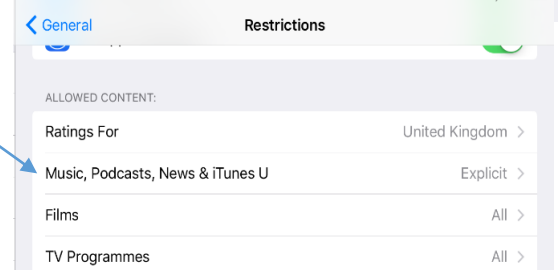 General
Restrictions
ALLOWED CONTENT:
Ratings For United Kingdom
Music, Podcasts, News & iTunes U Explicit
Films All
TV Programmes All